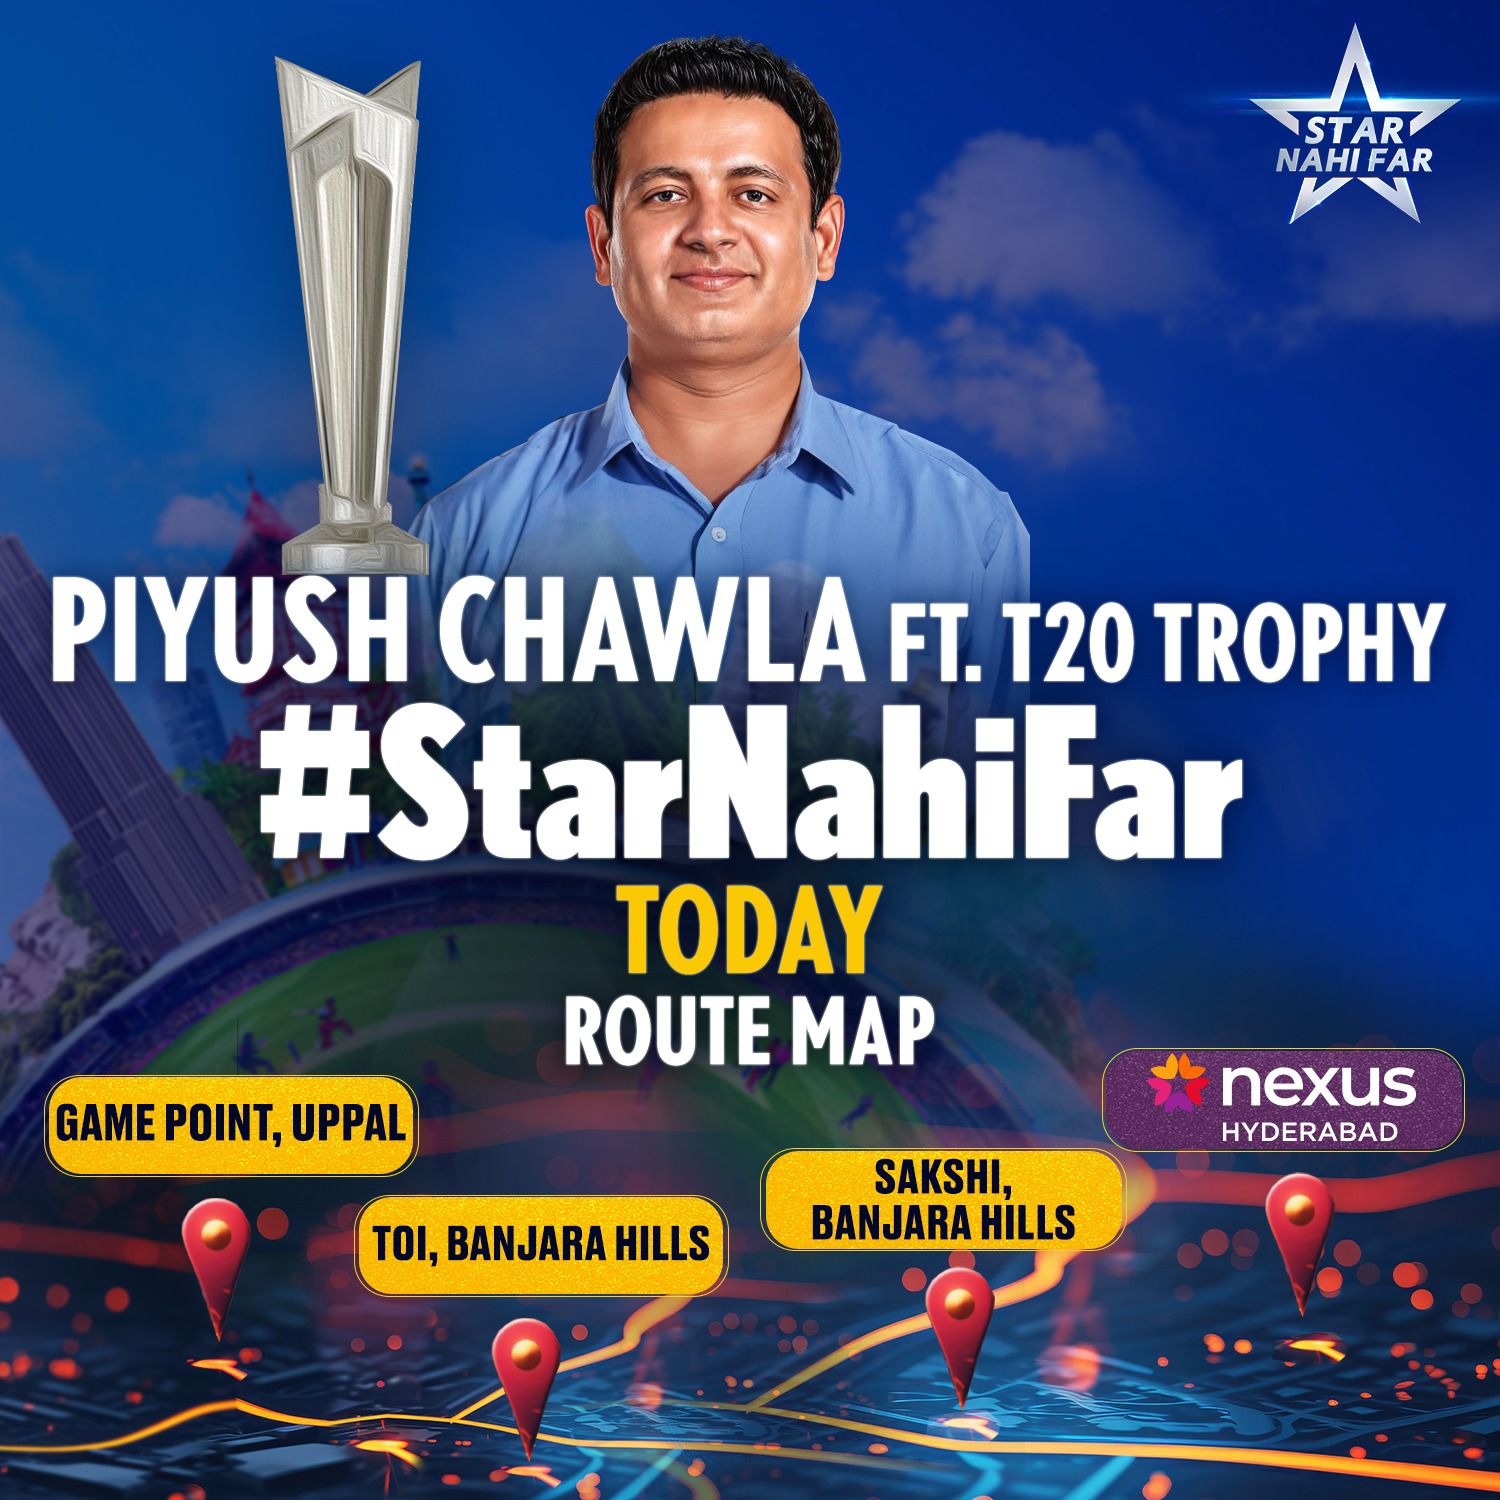 STAR
NAHI FAR
PIYUSH CHAWLA FT. T20 TROPHY
#StarNahiFar
TODAY
ROUTE MAP
GAME POINT, UPPAL
TOI, BANJARA HILLS
SAKSHI,
BANJARA HILLS
nexus
HYDERABAD